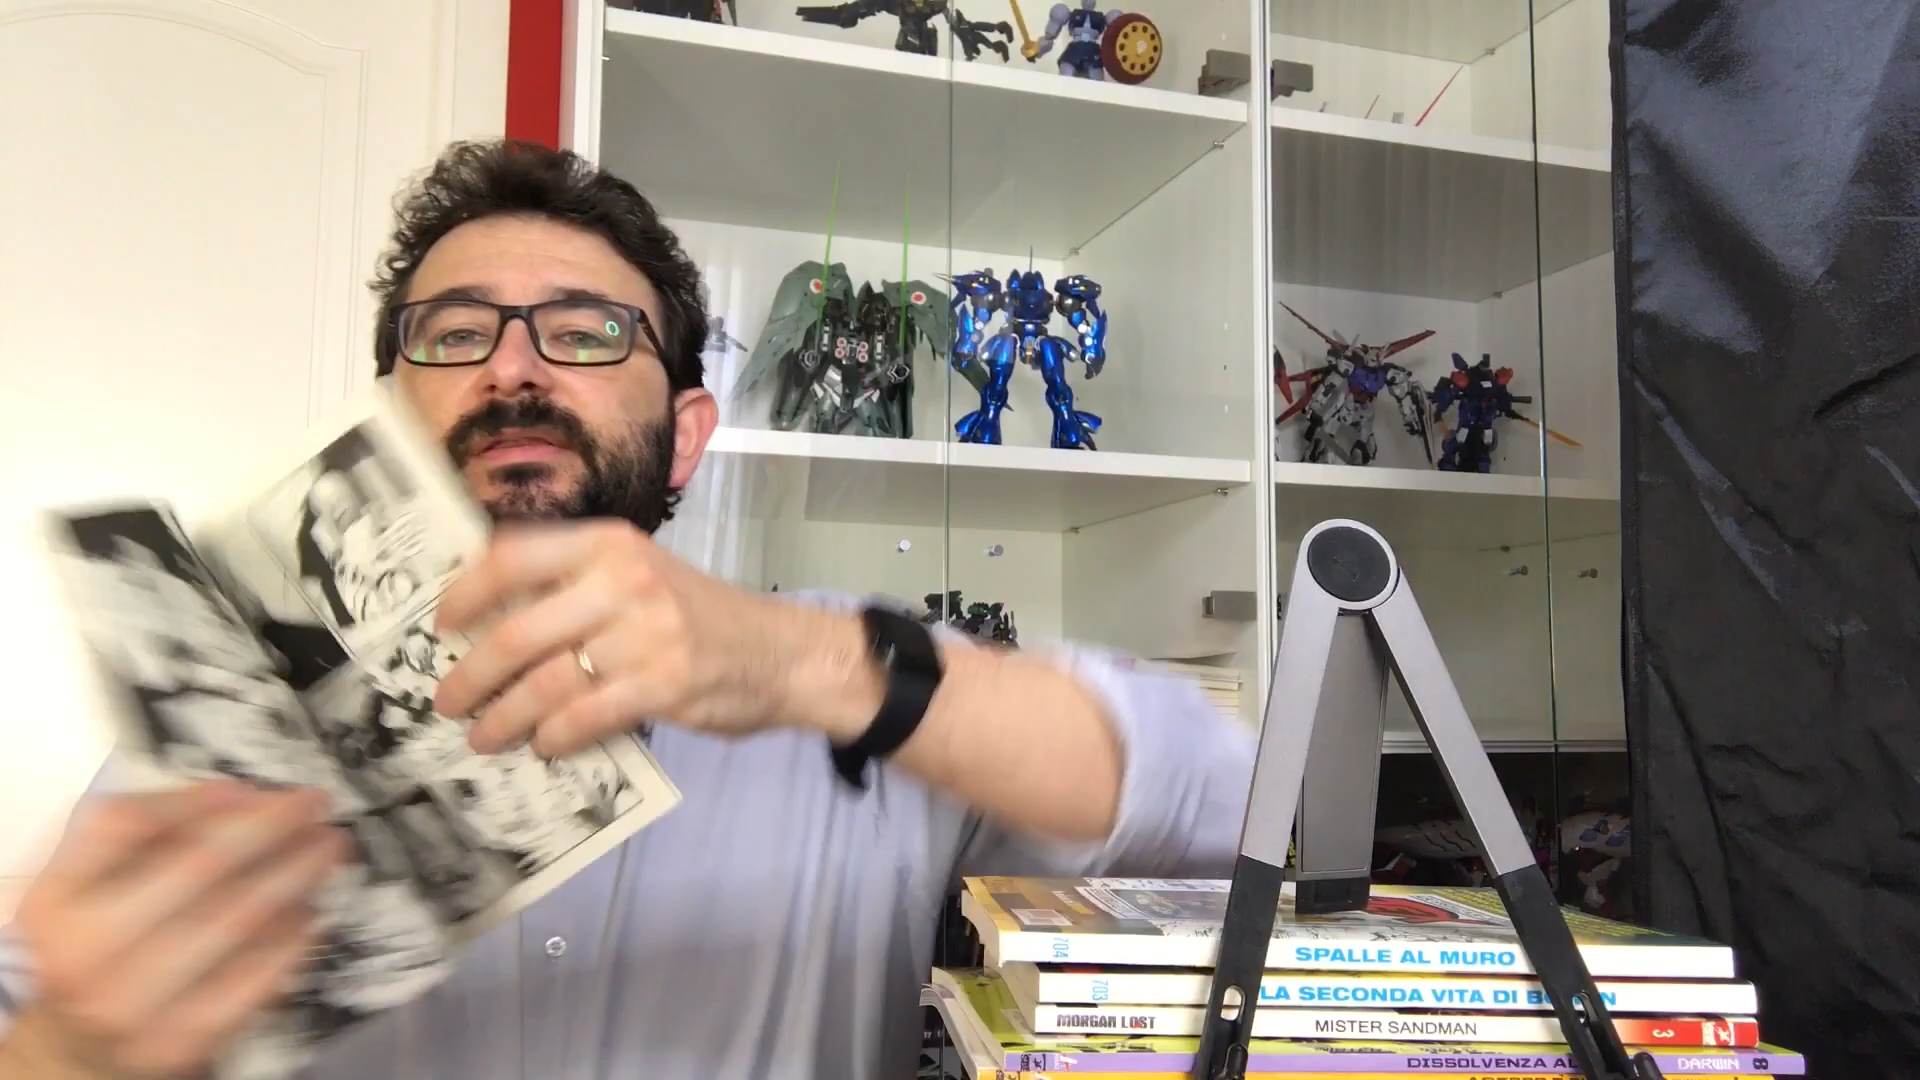 704 SPALLE AL MURO
703 LA SECONDA VITA DI
MORGAN LOST MISTER SANDMAN 3
DISSOLVENZA AL DARWIN 8